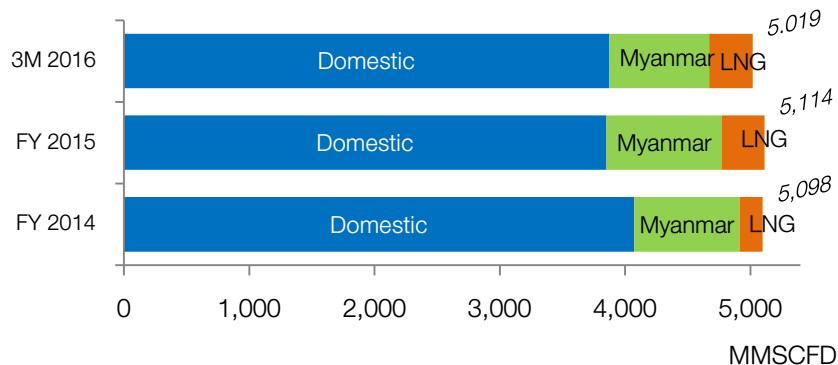 5.019
3M 2016 Domestic Myanmar LNG
5,114
FY 2015 Domestic Myanmar LNG
5,098
FY 2014 Domestic Myanmar LNG
0 1,000 2,000 3,000 4,000 5,000
MMSCFD